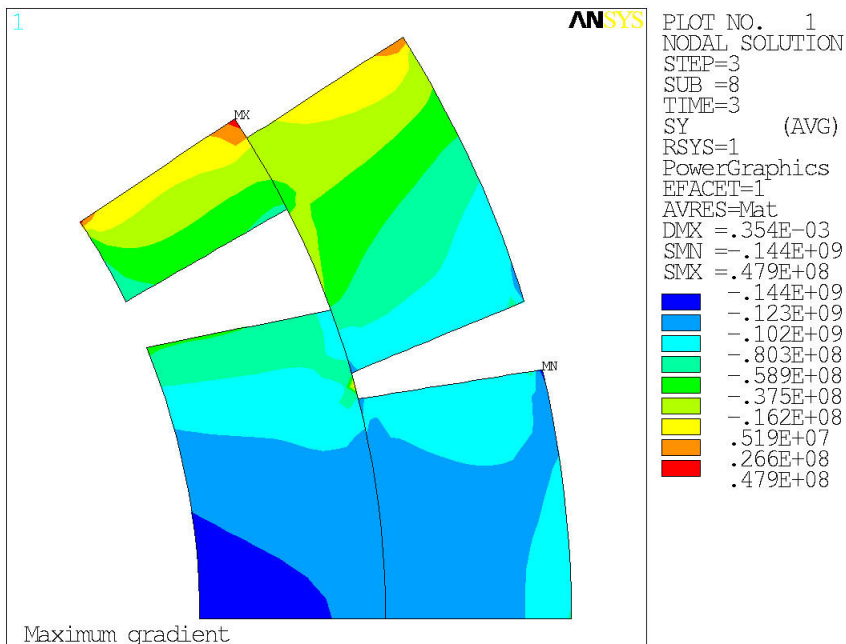 1
ANSYS
PLOT NO. 1
NODAL SOLUTION
STEP=3
SUB =8
TIME=3
SY (AVG)
RSYS=1
PowerGraphics
EFACET=1
AVRES=Mat
DMX =.354E-03
SMN =-.144E+09
SMX =.479E+08
-.144E+09
-.123E+09
-.102E+09
-.803E+08
-.589E+08
-.375E+08
-.162E+08
.519E+07
.266E+08
.479E+08
MX
MN
Maximum gradient